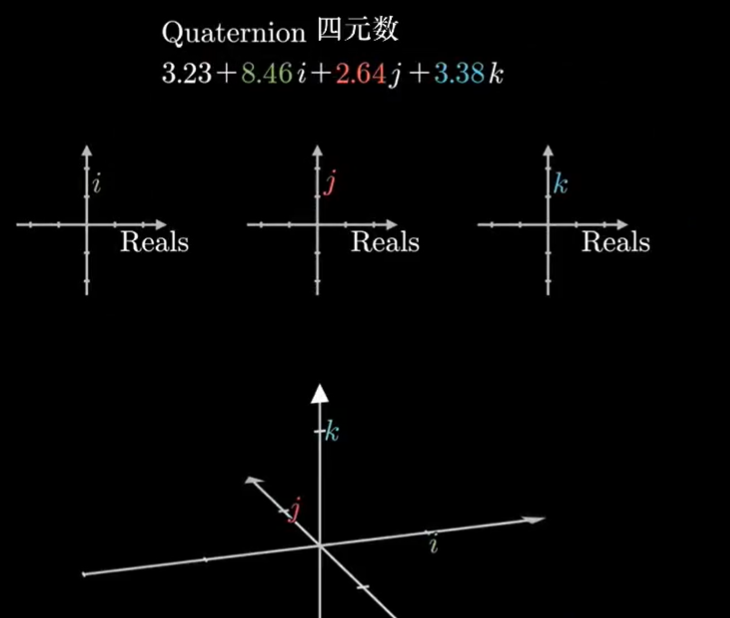 Quaternion 四元数
3.23+8.46i+2.64j+3.38k
i
Reals
j
Reals
k
Reals
k
j
i